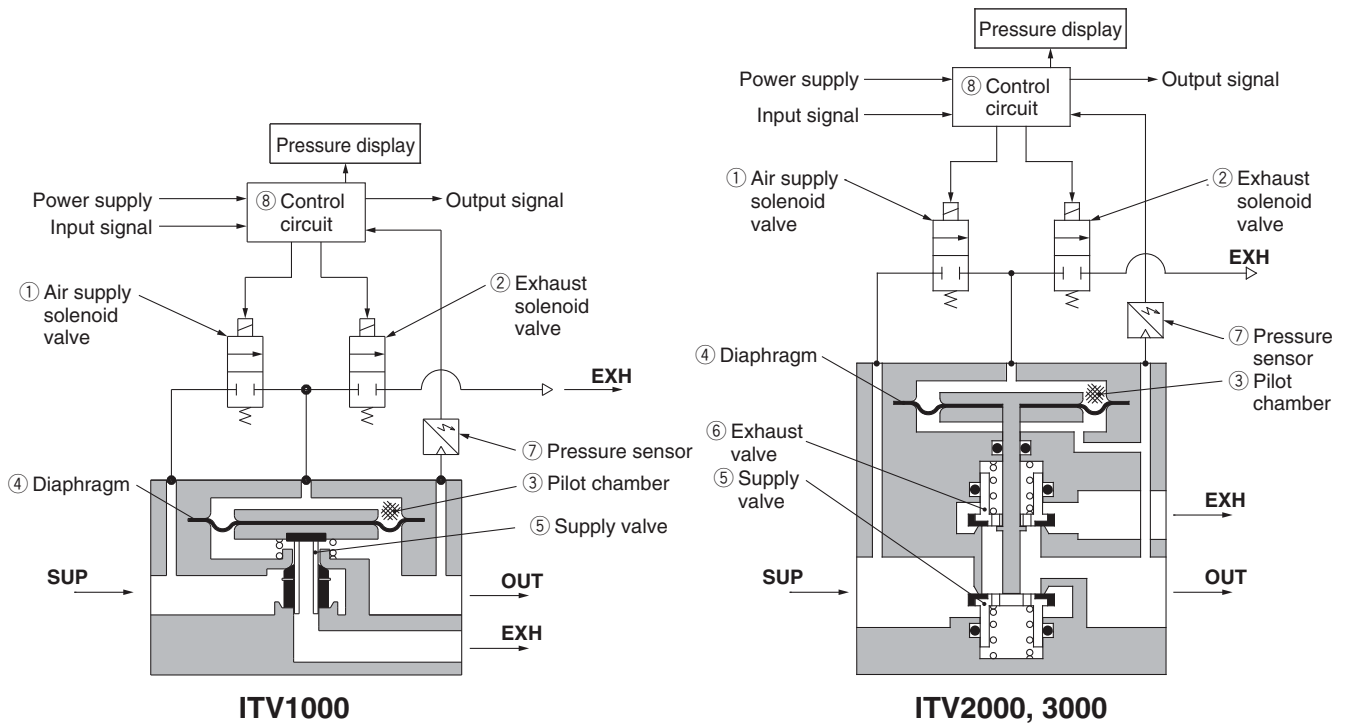 Pressure display
Power supply
Input signal
⑧ Control
circuit
Output signal
① Air supply
solenoid
valve
② Exhaust
solenoid
valve
EXH
⑦ Pressure sensor
④ Diaphragm
③ Pilot chamber
⑤ Supply valve
SUP
OUT
EXH
ITV1000
Pressure display
Power supply
Input signal
⑧ Control
circuit
Output signal
① Air supply
solenoid
valve
② Exhaust
solenoid
valve
EXH
⑦ Pressure
sensor
④ Diaphragm
③ Pilot
chamber
⑥ Exhaust
valve
⑤ Supply
valve
EXH
SUP
OUT
ITV2000, 3000